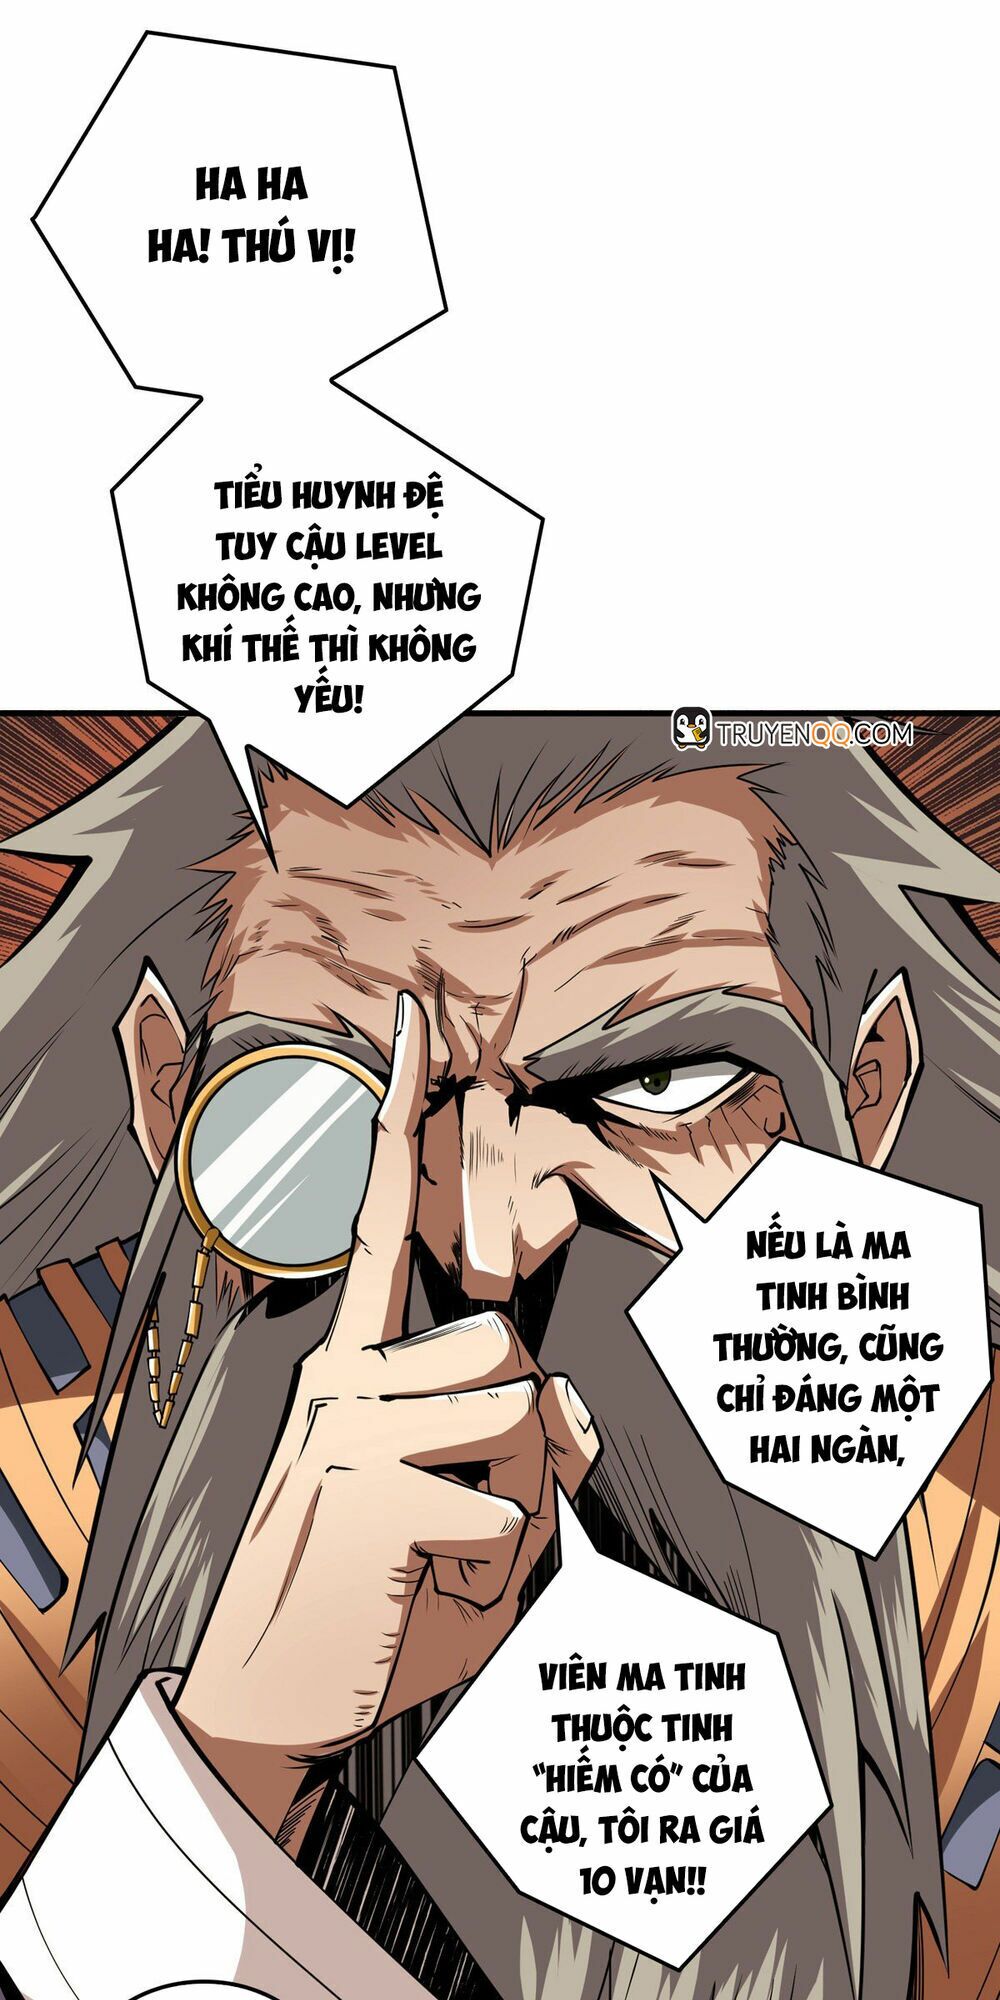 HA HA
HA! THÚ VỊ!
TIỂU HUYNH ĐỆ
TUY CẬU LEVEL
KHÔNG CAO, NHƯNG
KHÍ THẾ THÌ KHÔNG
YẾU!
TRUYENQQ.COM
NẾU LÀ MA
TINH BÌNH
THƯỜNG, CŨNG
CHỈ ĐÁNG MỘT
HAI NGÀN,
VIÊN MA TINH
THUỘC TINH
“HIẾM CÓ” CỦA
CẬU, TÔI RA GIÁ
10 VẠN!!